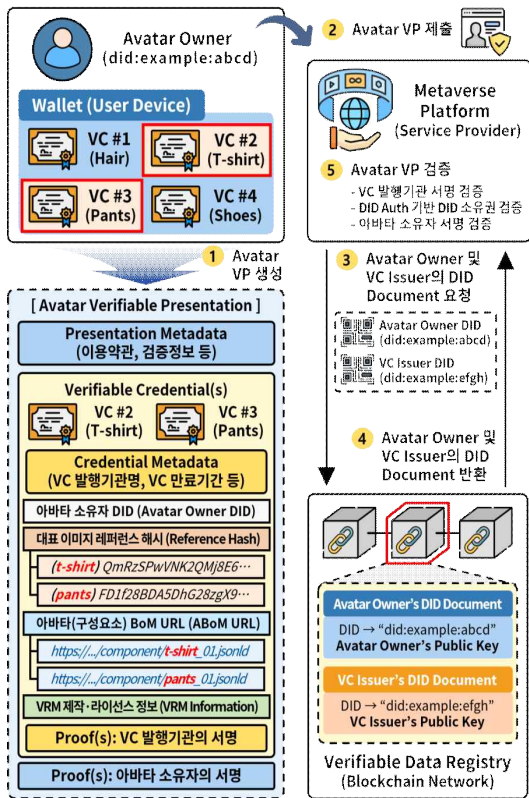 Avatar Owner
(did:example:abcd)
Wallet (User Device)
VC #1
(Hair)
VC #2
(T-shirt)
VC #3
(Pants)
VC #4
(Shoes)
1 Avatar
VP 생성
[ Avatar Verifiable Presentation ]
Presentation Metadata
(이용약관, 검증정보 등)
Verifiable Credential(s)
VC #2
(T-shirt)
VC #3
(Pants)
Credential Metadata
(VC 발행기관명, VC 만료기간 등)
아바타 소유자 DID (Avatar Owner DID)
대표 이미지 레퍼런스 해시 (Reference Hash)
(t-shirt) QmRzSPwVNK2QMj8E6···
(pants) FD1f28BDA5DhG28zgX9···
아바타(구성요소) BoM URL (ABoM URL)
https://.../component/t-shirt_01.jsonld
https://.../component/pants_01.jsonld
VRM 제작·라이선스 정보 (VRM Information)
Proof(s): VC 발행기관의 서명
Proof(s): 아바타 소유자의 서명
2 Avatar VP 제출
Metaverse
Platform
(Service Provider)
5 Avatar VP 검증
- VC 발행기관 서명 검증
- DID Auth 기반 DID 소유권 검증
- 아바타 소유자 서명 검증
3 Avatar Owner 및
VC Issuer의 DID
Document 요청
Avatar Owner DID
(did:example:abcd)
VC Issuer DID
(did:example:efgh)
4 Avatar Owner 및
VC Issuer의 DID
Document 반환
Avatar Owner's DID Document
DID → "did:example:abcd"
Avatar Owner's Public Key
VC Issuer's DID Document
DID → "did:example:efgh"
VC Issuer's Public Key
Verifiable Data Registry
(Blockchain Network)